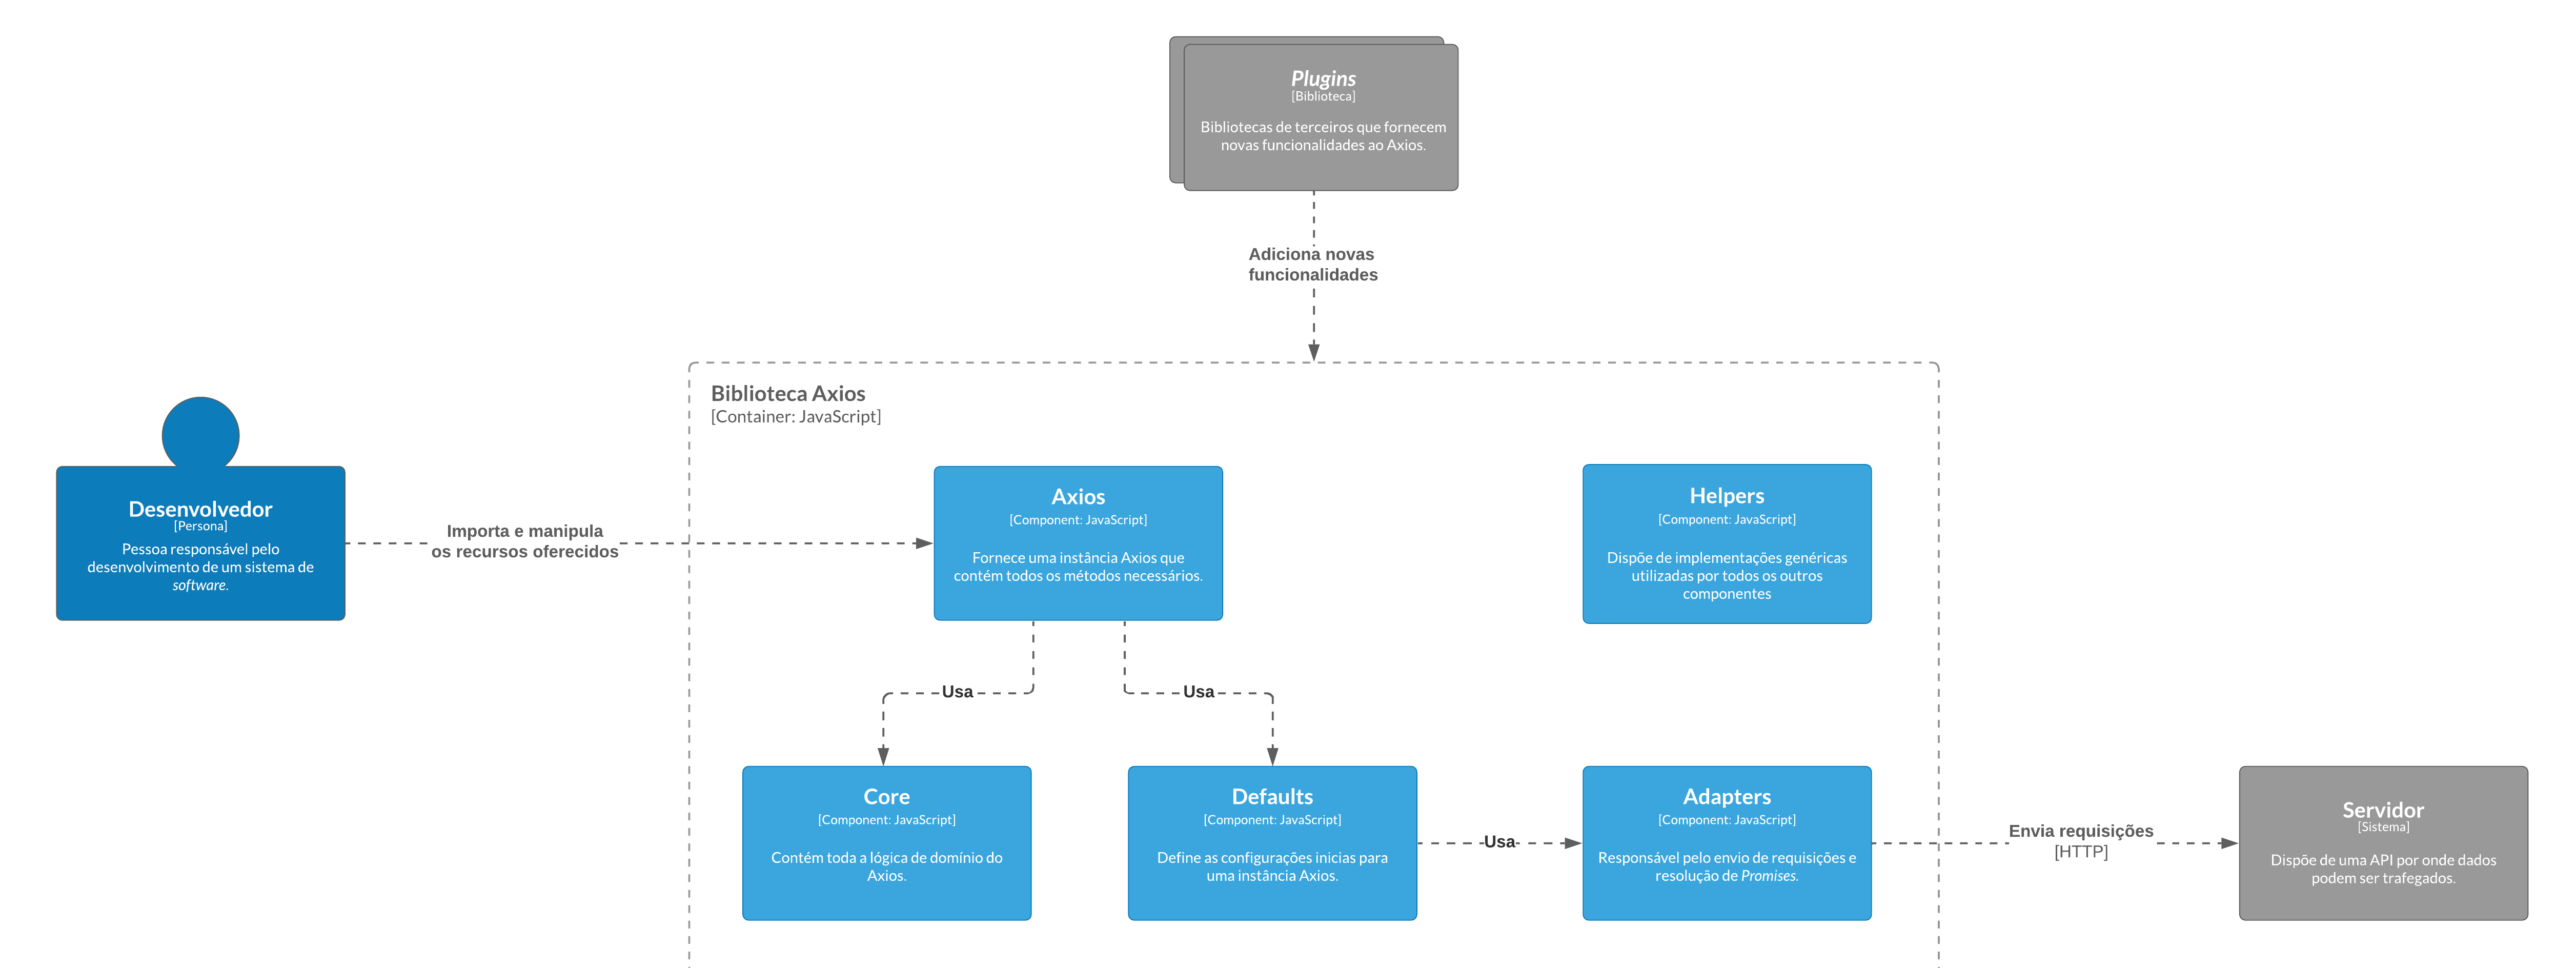 Plugins
[Biblioteca]
Bibliotecas de terceiros que fornecem
novas funcionalidades ao Axios.
Adiciona novas
funcionalidades
Biblioteca Axios
[Container: JavaScript]
Desenvolvedor
[Persona]
Pessoa responsável pelo
desenvolvimento de um sistema de
software.
Importa e manipula
os recursos oferecidos
Axios
[Component: JavaScript]
Fornece uma instância Axios que
contém todos os métodos necessários.
Helpers
[Component: JavaScript]
Dispõe de implementações genéricas
utilizadas por todos os outros
componentes
Usa
Usa
Core
[Component: JavaScript]
Contém toda a lógica de domínio do
Axios.
Defaults
[Component: JavaScript]
Define as configurações inicias para
uma instância Axios.
Usa
Adapters
[Component: JavaScript]
Responsável pelo envio de requisições e
resolução de Promises.
Envia requisições
[HTTP]
Servidor
[Sistema]
Dispõe de uma API por onde dados
podem ser trafegados.